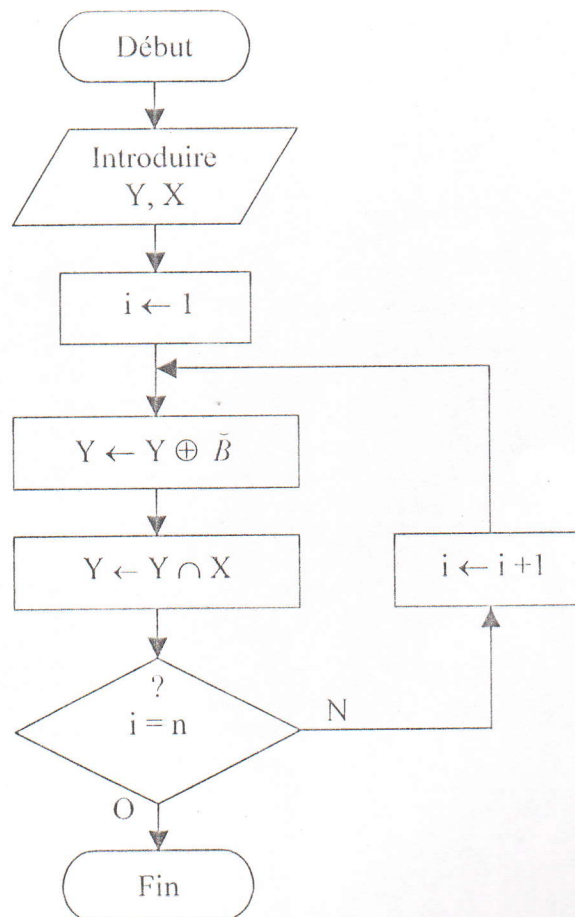 Début
Introduire
Y, X
i ← 1
Y ← Y ⊕ B̌
Y ← Y ∩ X
i ← i +1
?
i = n
N
O
Fin